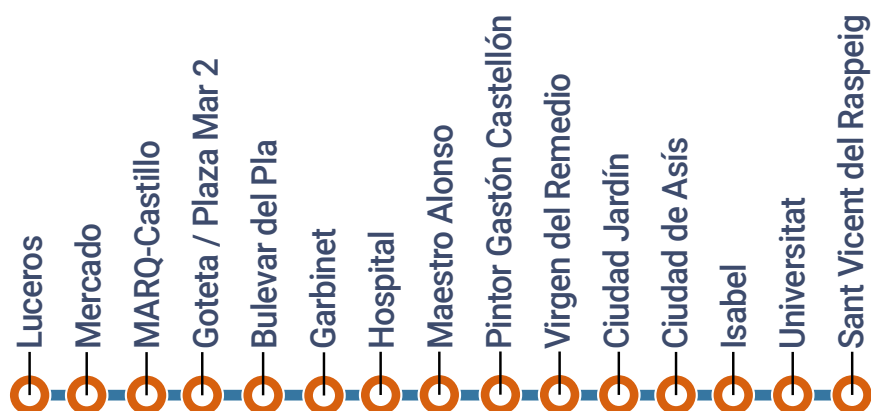 Luceros
Mercado
MARQ-Castillo
Goteta / Plaza Mar 2
Bulevar del Pla
Garbinet
Hospital
Maestro Alonso
Pintor Gastón Castellón
Virgen del Remedio
Ciudad Jardín
Ciudad de Asís
Isabel
Universitat
Sant Vicent del Raspeig